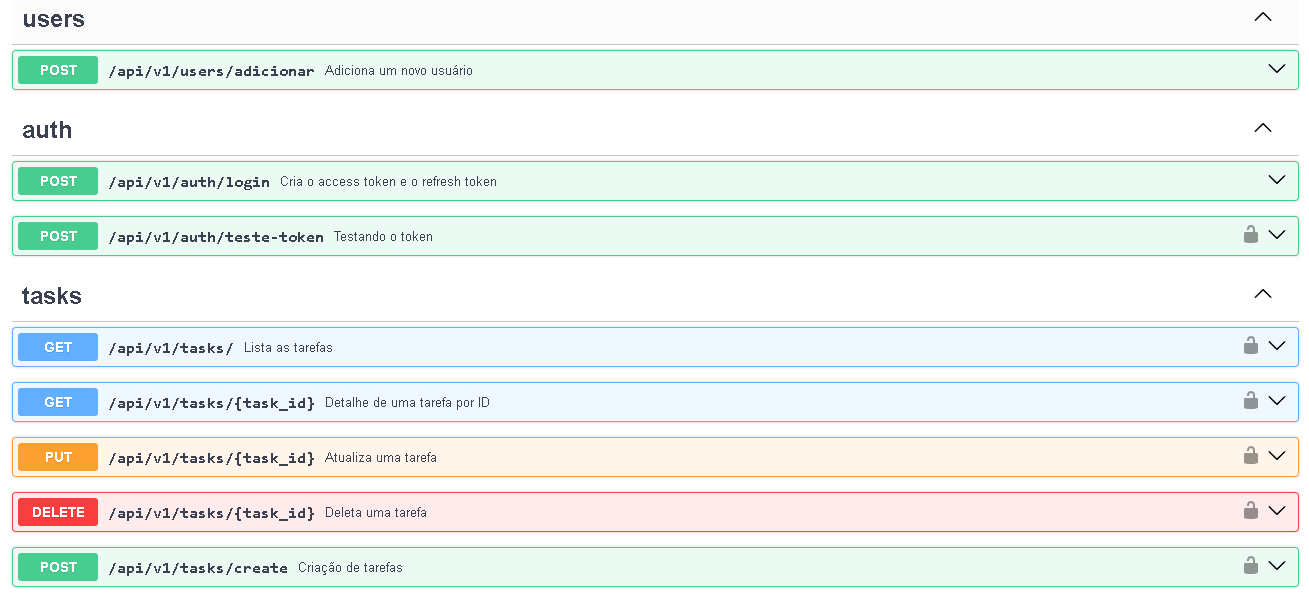 users
POST /api/v1/users/adicionar Adiciona um novo usuário
auth
POST /api/v1/auth/login Cria o access token e o refresh token
POST /api/v1/auth/teste-token Testando o token
tasks
GET /api/v1/tasks/ Lista as tarefas
GET /api/v1/tasks/{task_id} Detalhe de uma tarefa por ID
PUT /api/v1/tasks/{task_id} Atualiza uma tarefa
DELETE /api/v1/tasks/{task_id} Deleta uma tarefa
POST /api/v1/tasks/create Criação de tarefas